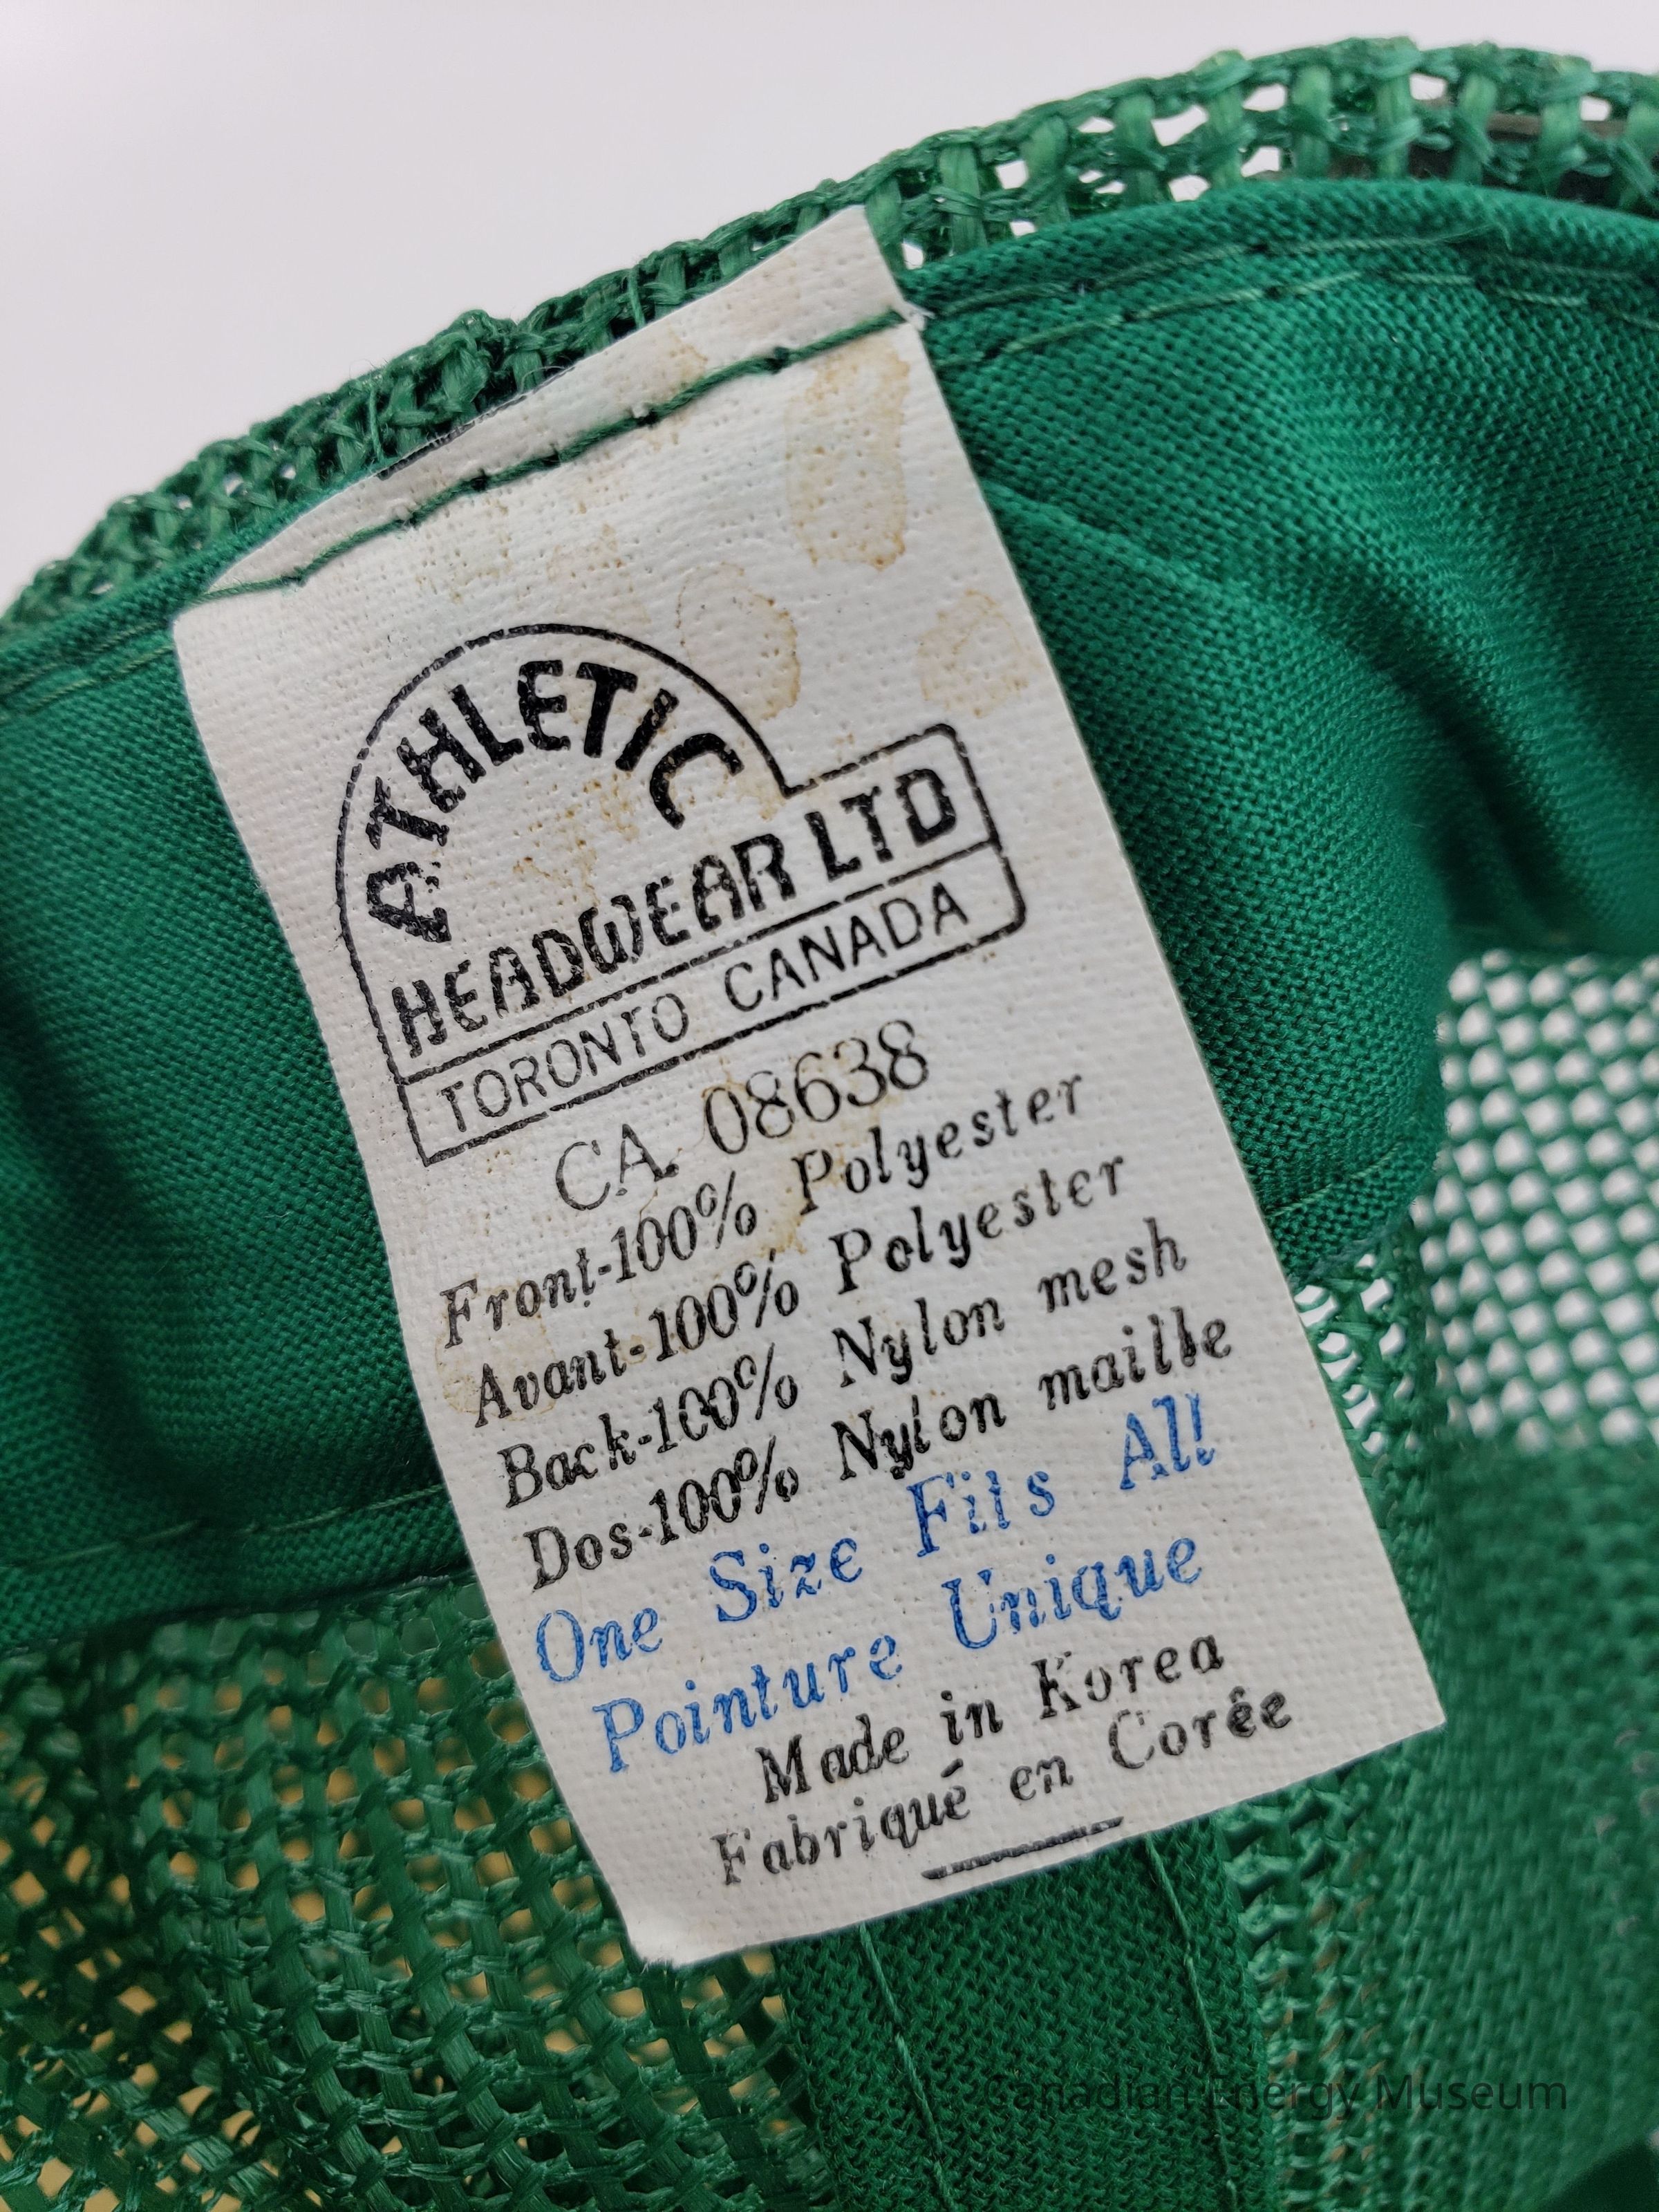 ATHLETIC
HEADWEAR LTD
TORONTO CANADA
CA. 08638
Front-100% Polyester
Avant-100% Polyester
Back-100% Nylon mesh
Dos-100% Nylon maille
One Size Fits All
Pointure Unique
Made in Korea
Fabriqué en Corée
Canadian Energy Museum